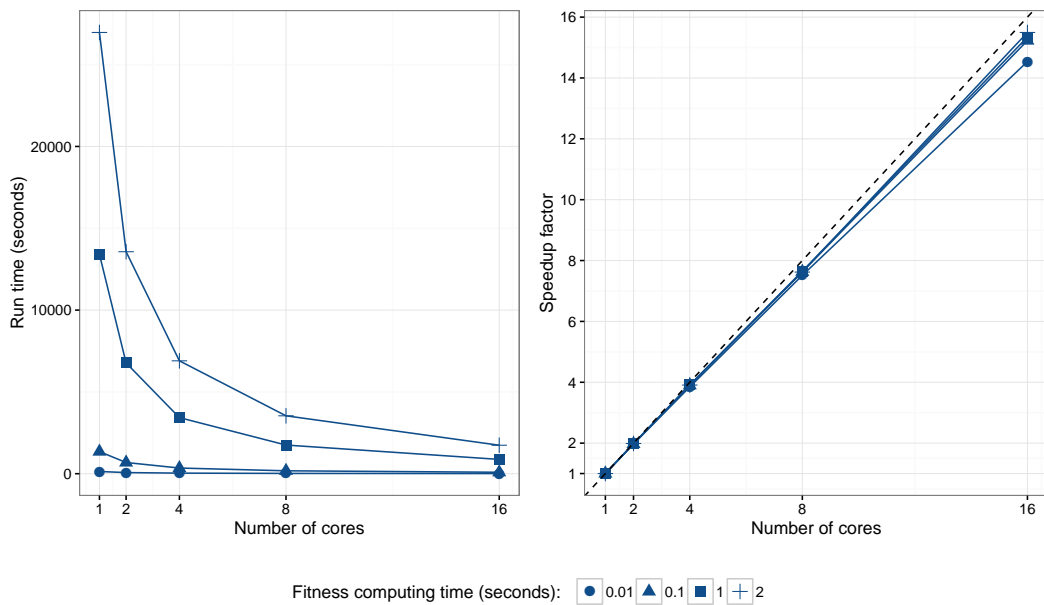 Run time (seconds)
20000
10000
0
1 2 4 8 16
Number of cores
Speedup factor
16
14
12
10
8
6
4
2
1
1 2 4 8 16
Number of cores
Fitness computing time (seconds): 0.01 0.1 1 2